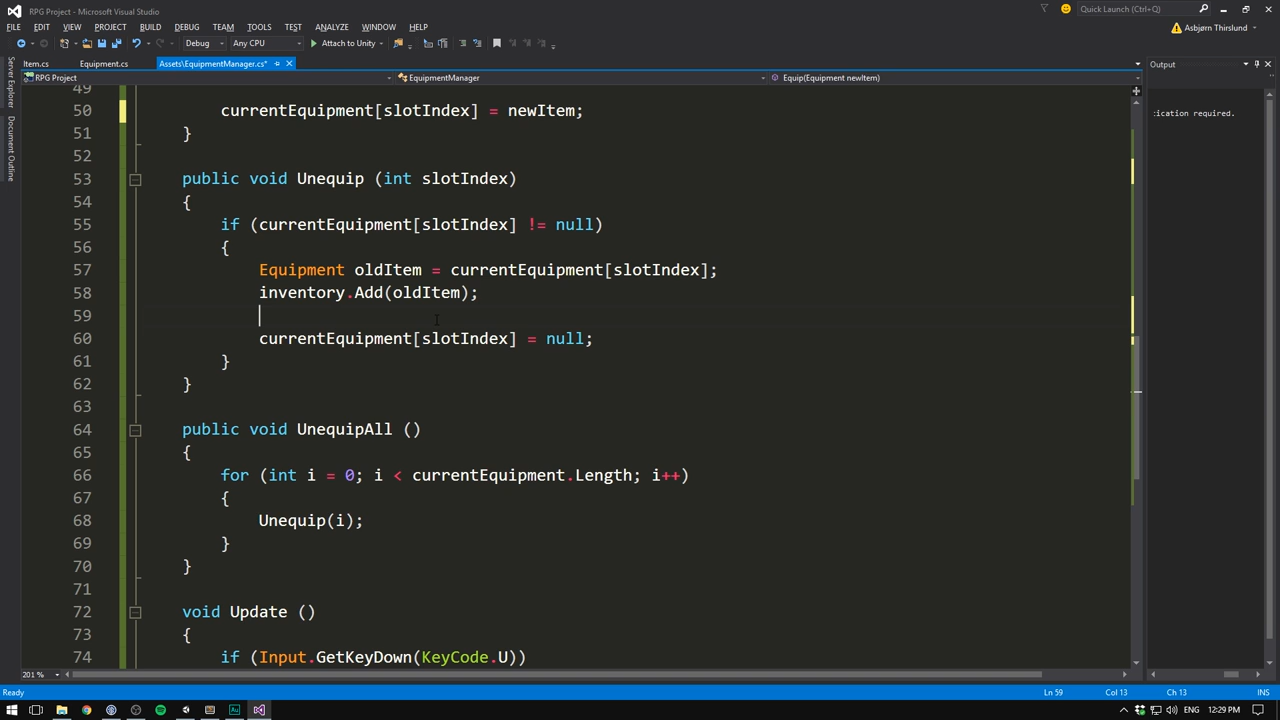 RPG Project - Microsoft Visual Studio
Quick Launch (Ctrl+Q)
FILE EDIT VIEW PROJECT BUILD DEBUG TEAM TOOLS TEST ANALYZE WINDOW HELP
Asbjørn Thirslund
Debug Any CPU Attach to Unity
Item.cs Equipment.cs Assets\EquipmentManager.cs*
Output
RPG Project EquipmentManager Equip(Equipment newItem)
Server Explorer
Document Outline
49
50 currentEquipment[slotIndex] = newItem;
ication required.
51 }
52
53 public void Unequip (int slotIndex)
54 {
55 if (currentEquipment[slotIndex] != null)
56 {
57 Equipment oldItem = currentEquipment[slotIndex];
58 inventory.Add(oldItem);
59
60 currentEquipment[slotIndex] = null;
61 }
62 }
63
64 public void UnequipAll ()
65 {
66 for (int i = 0; i < currentEquipment.Length; i++)
67 {
68 Unequip(i);
69 }
70 }
71
72 void Update ()
73 {
74 if (Input.GetKeyDown(KeyCode.U))
201 %
Ready Ln 59 Col 13 Ch 13 INS
ENG 12:29 PM